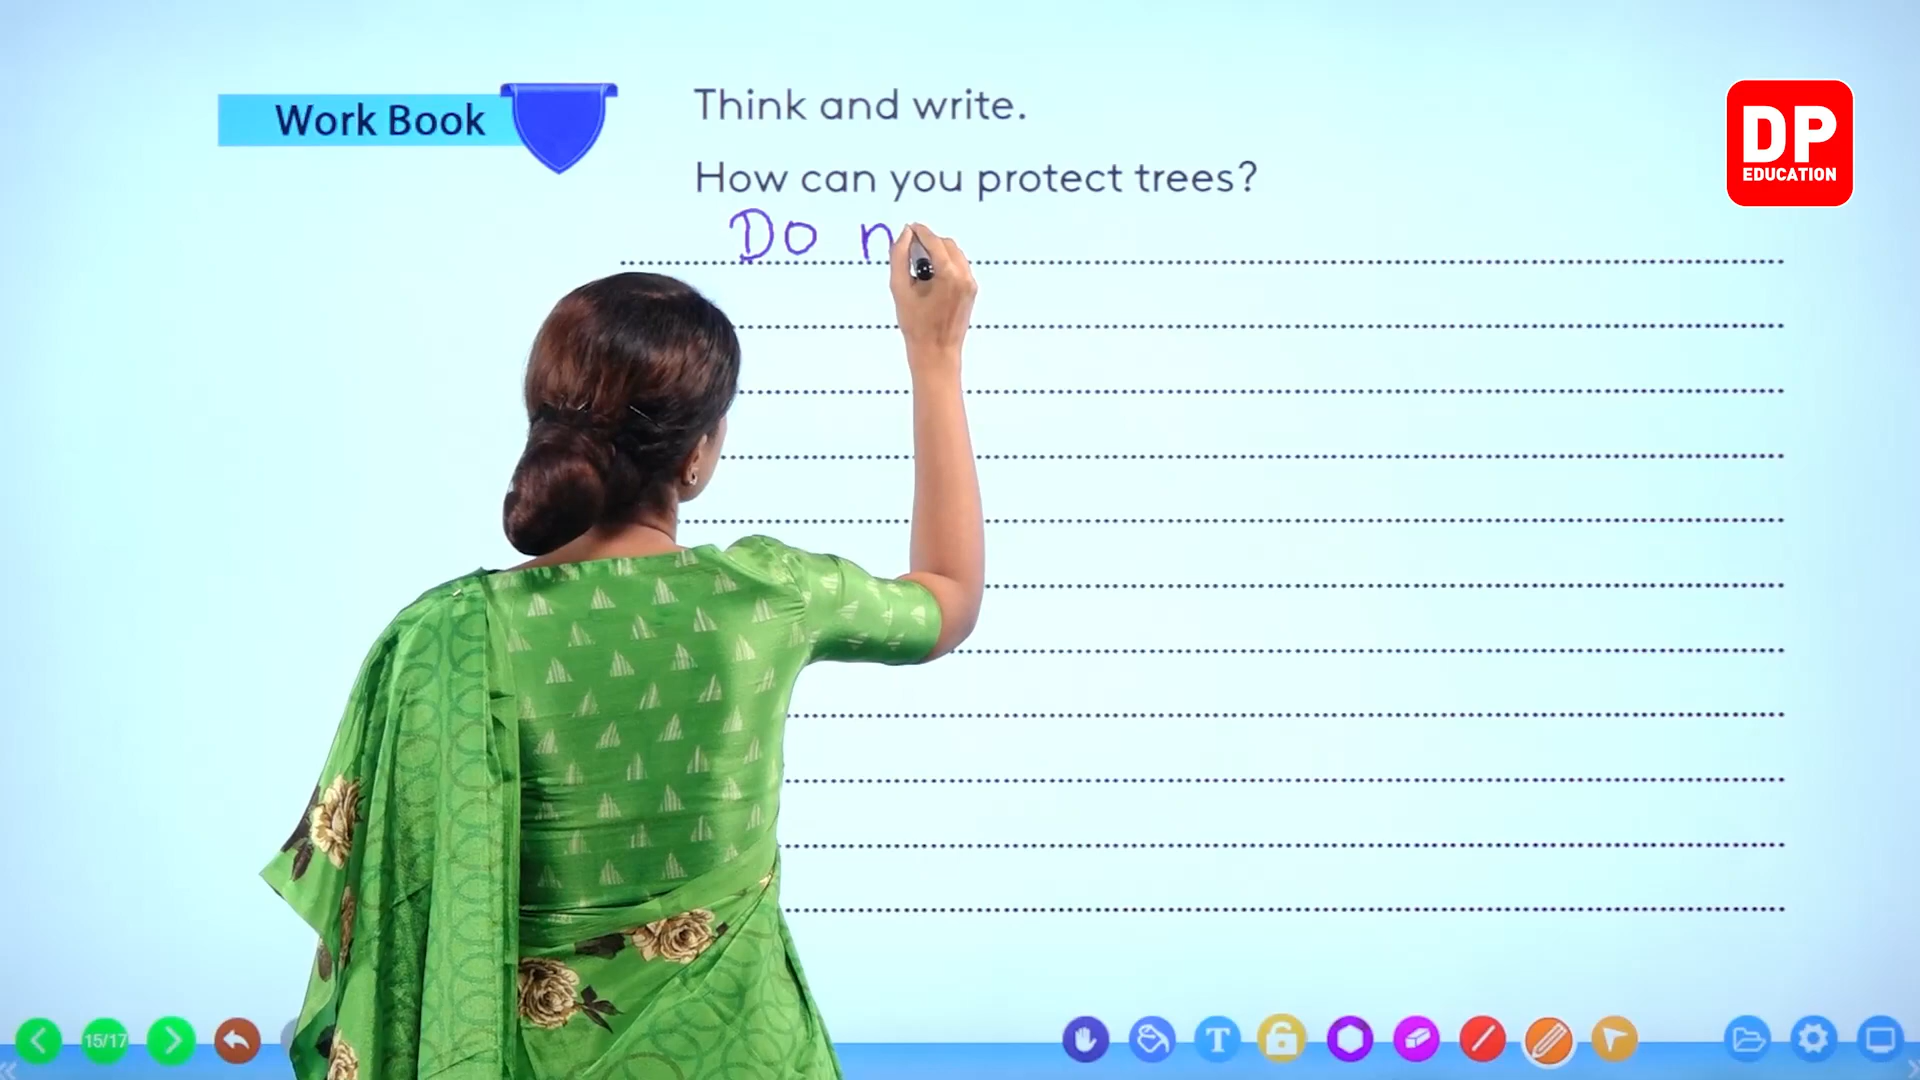 Work Book
Think and write.
How can you protect trees?
Do n
DP
EDUCATION
15/17
T